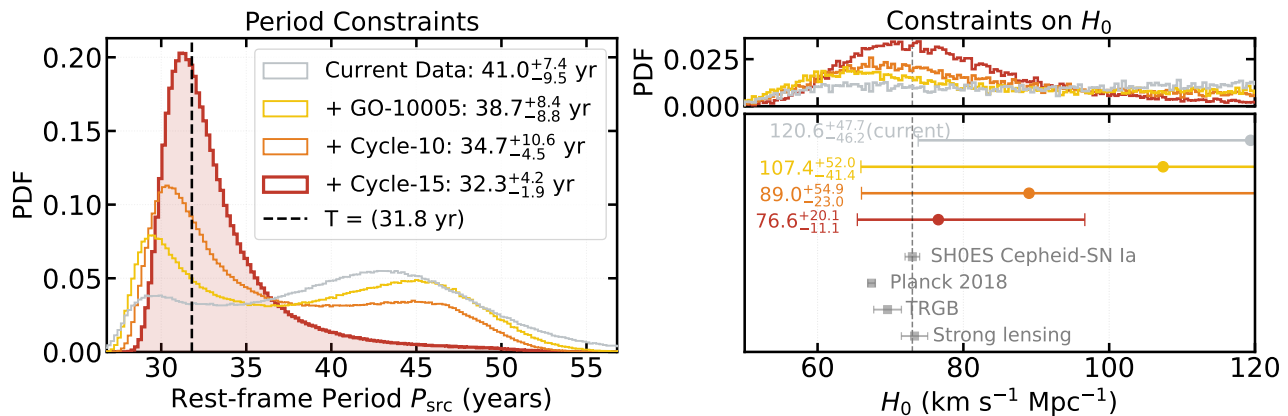 Period Constraints
PDF
0.20
0.15
0.10
0.05
0.00
Current Data: 41.0+7.4−9.5 yr
+ GO-10005: 38.7+8.4−8.8 yr
+ Cycle-10: 34.7+10.6−4.5 yr
+ Cycle-15: 32.3+4.2−1.9 yr
T = (31.8 yr)
30 35 40 45 50 55
Rest-frame Period Psrc (years)
Constraints on H0
PDF
0.025
0.000
120.6+47.7−46.2(current)
107.4+52.0−41.4
89.0+54.9−23.0
76.6+20.1−11.1
SH0ES Cepheid-SN Ia
Planck 2018
TRGB
Strong lensing
60 80 100 120
H0 (km s−1 Mpc−1)